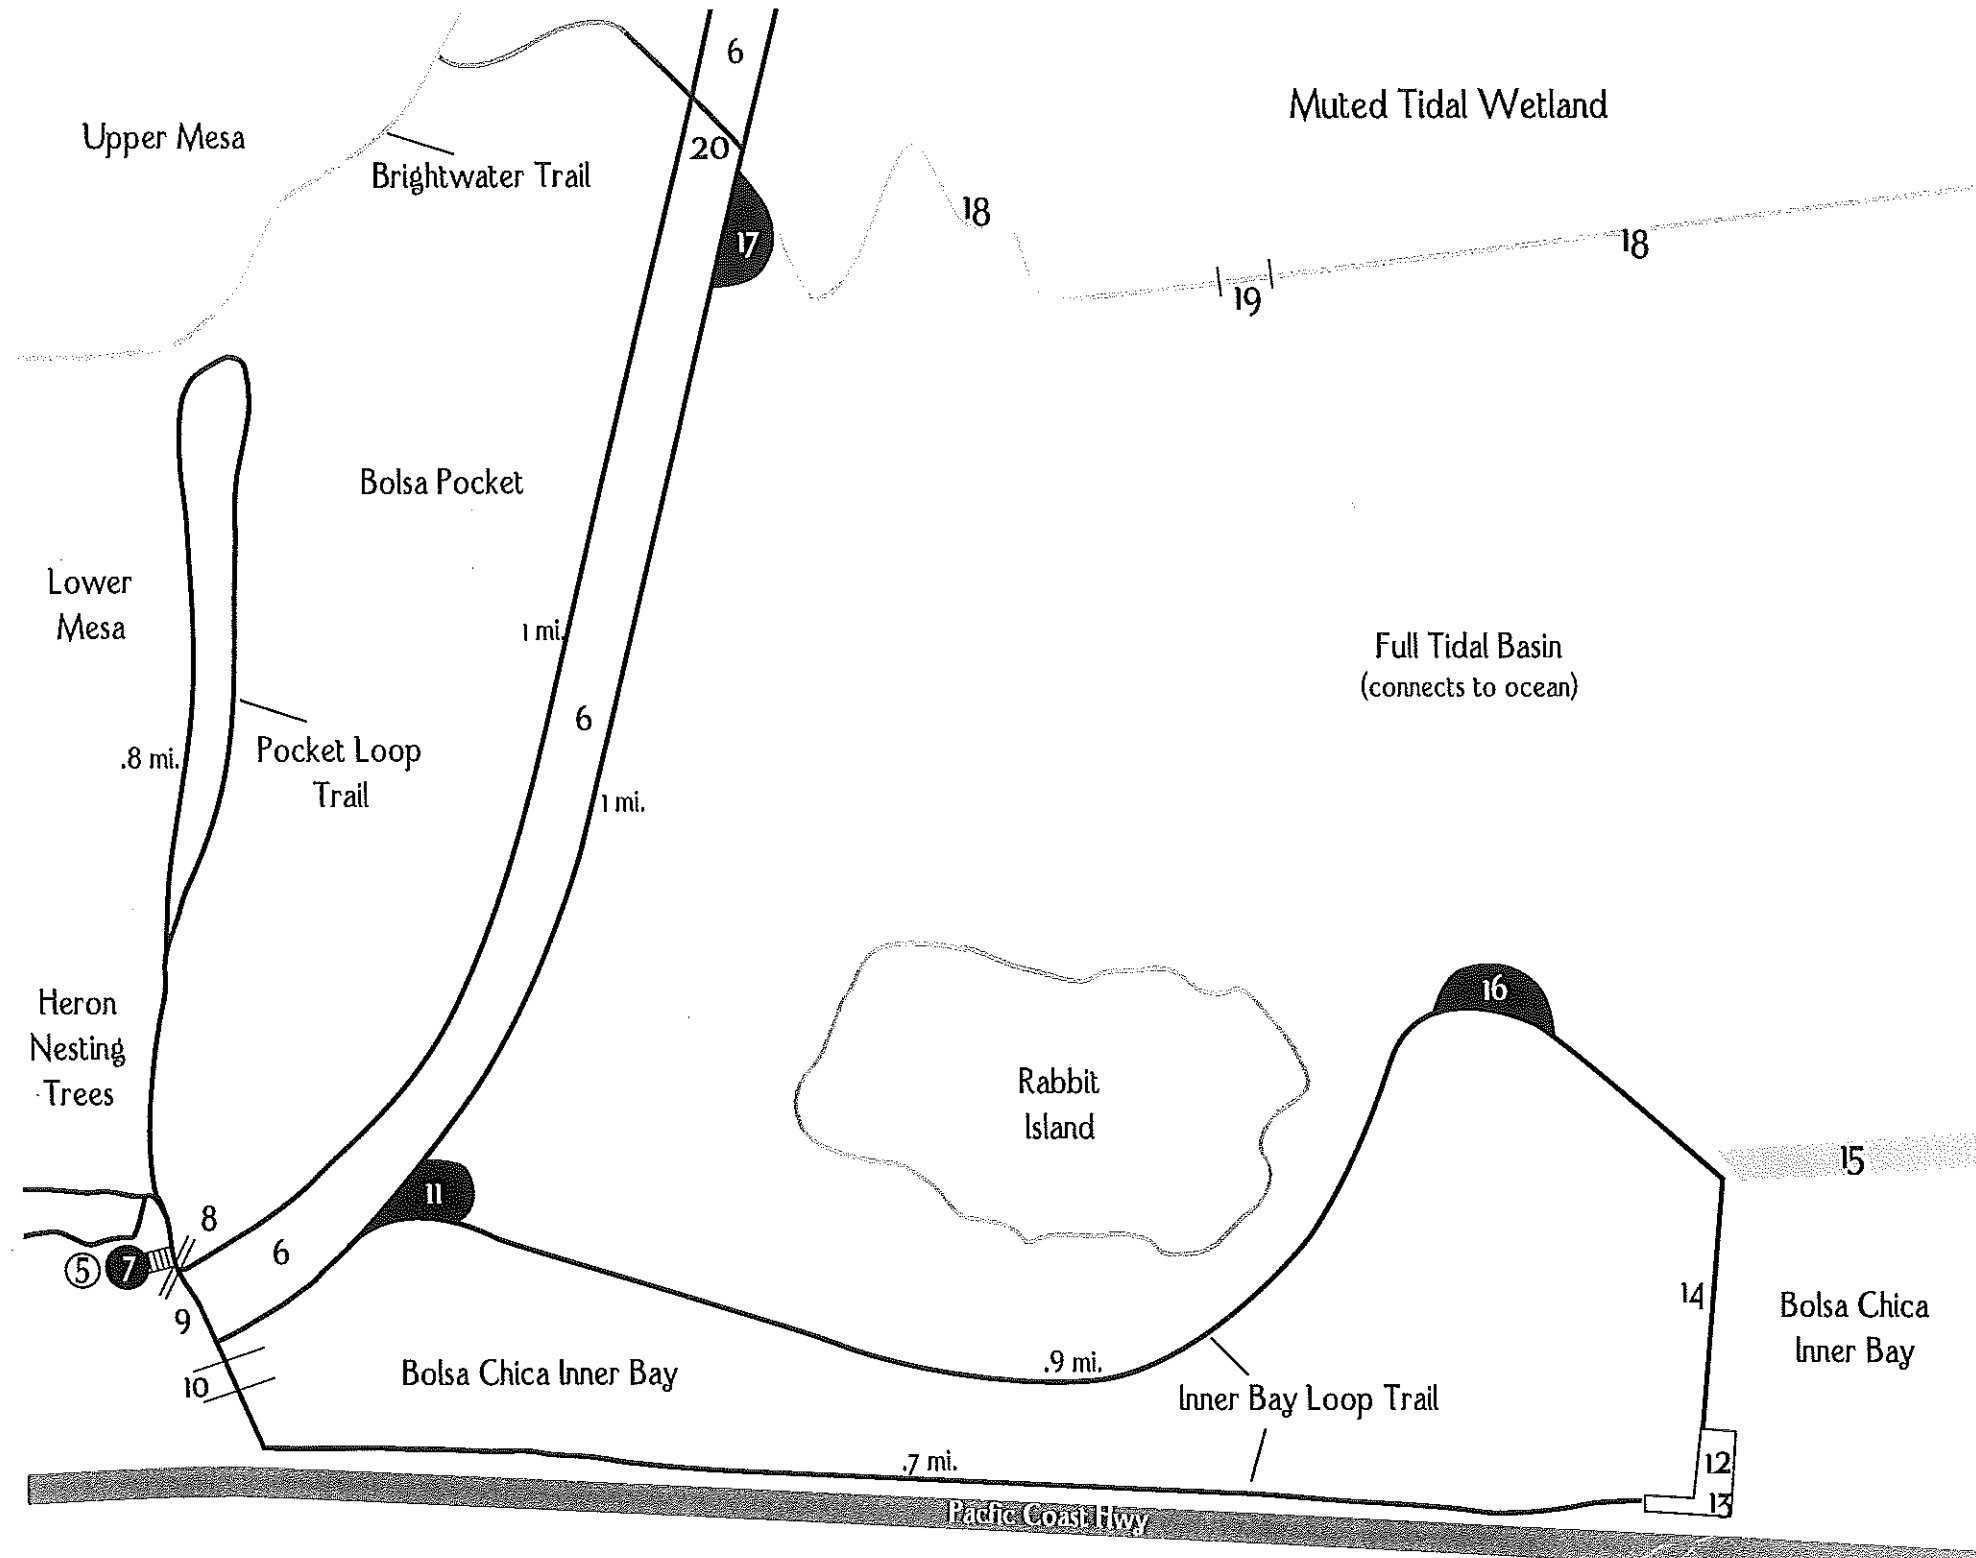 6
Muted Tidal Wetland
Upper Mesa
20
Brightwater Trail
18
17
18
19
Bolsa Pocket
Lower
Mesa
1 mi.
Full Tidal Basin
(connects to ocean)
6
.8 mi.
Pocket Loop
Trail
1 mi.
16
Heron
Nesting
Trees
Rabbit
Island
15
11
8
6
5
7
9
14
Bolsa Chica
Inner Bay
10
Bolsa Chica Inner Bay
.9 mi.
Inner Bay Loop Trail
.7 mi.
12
13
Pacfic Coast Hwy